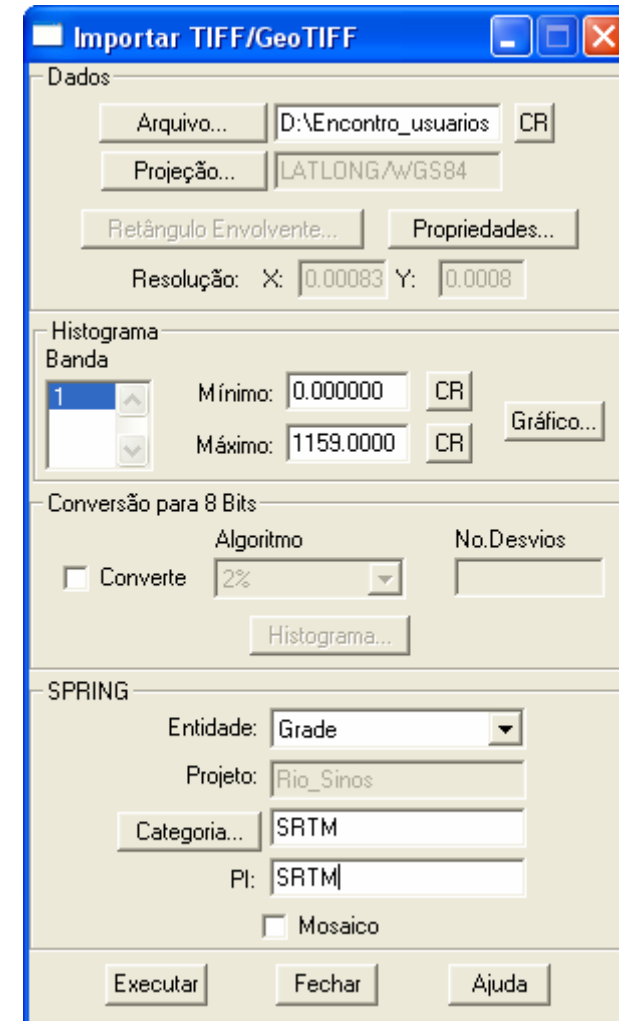 Importar TIFF/GeoTIFF
Dados
Arquivo... D:\Encontro_usuarios CR
Projeção... LATLONG/WGS84
Retângulo Envolvente... Propriedades...
Resolução: X: 0.00083 Y: 0.0008
Histograma
Banda
1 Mínimo: 0.000000 CR
Máximo: 1159.0000 CR Gráfico...
Conversão para 8 Bits
Algoritmo No.Desvios
Converte 2%
Histograma...
SPRING
Entidade: Grade
Projeto: Rio_Sinos
Categoria... SRTM
PI: SRTM
Mosaico
Executar Fechar Ajuda